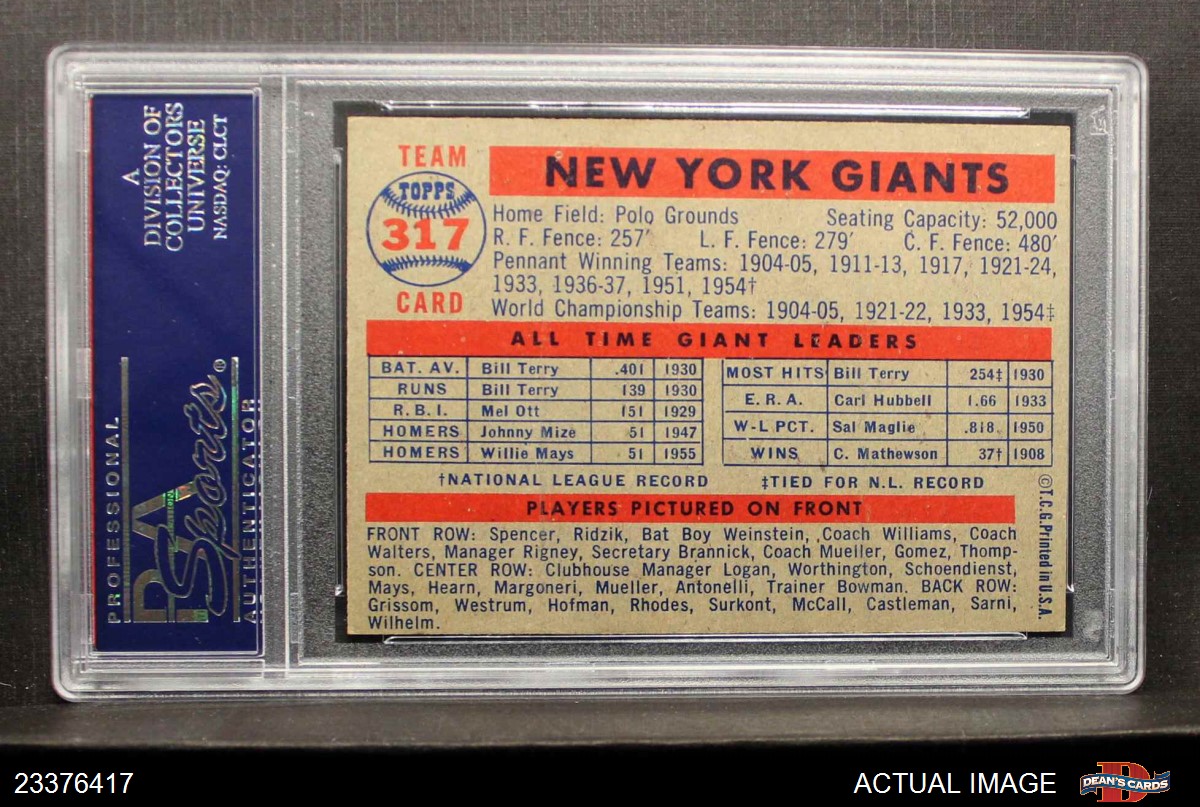 A
DIVISION OF
COLLECTORS
UNIVERSE
NASDAQ: CLCT
PROFESSIONAL
PSA
Sports®
AUTHENTICATOR
TEAM
TOPPS
317
CARD
NEW YORK GIANTS
Home Field: Polo Grounds Seating Capacity: 52,000
R. F. Fence: 257′ L. F. Fence: 279′ C. F. Fence: 480′
Pennant Winning Teams: 1904-05, 1911-13, 1917, 1921-24,
1933, 1936-37, 1951, 1954†
World Championship Teams: 1904-05, 1921-22, 1933, 1954‡
ALL TIME GIANT LEADERS
BAT. AV. Bill Terry .401 1930
RUNS Bill Terry 139 1930
R.B.I. Mel Ott 151 1929
HOMERS Johnny Mize 51 1947
HOMERS Willie Mays 51 1955
MOST HITS Bill Terry 254‡ 1930
E.R.A. Carl Hubbell 1.66 1933
W-L PCT. Sal Maglie .818 1950
WINS C. Mathewson 37† 1908
†NATIONAL LEAGUE RECORD ‡TIED FOR N.L. RECORD
PLAYERS PICTURED ON FRONT
FRONT ROW: Spencer, Ridzik, Bat Boy Weinstein, Coach Williams, Coach
Walters, Manager Rigney, Secretary Brannick, Coach Mueller, Gomez, Thomp-
son. CENTER ROW: Clubhouse Manager Logan, Worthington, Schoendienst,
Mays, Hearn, Margoneri, Mueller, Antonelli, Trainer Bowman. BACK ROW:
Grissom, Westrum, Hofman, Rhodes, Surkont, McCall, Castleman, Sarni,
Wilhelm.
©T.C.G. Printed in U.S.A.
23376417
ACTUAL IMAGE
DEAN'S CARDS